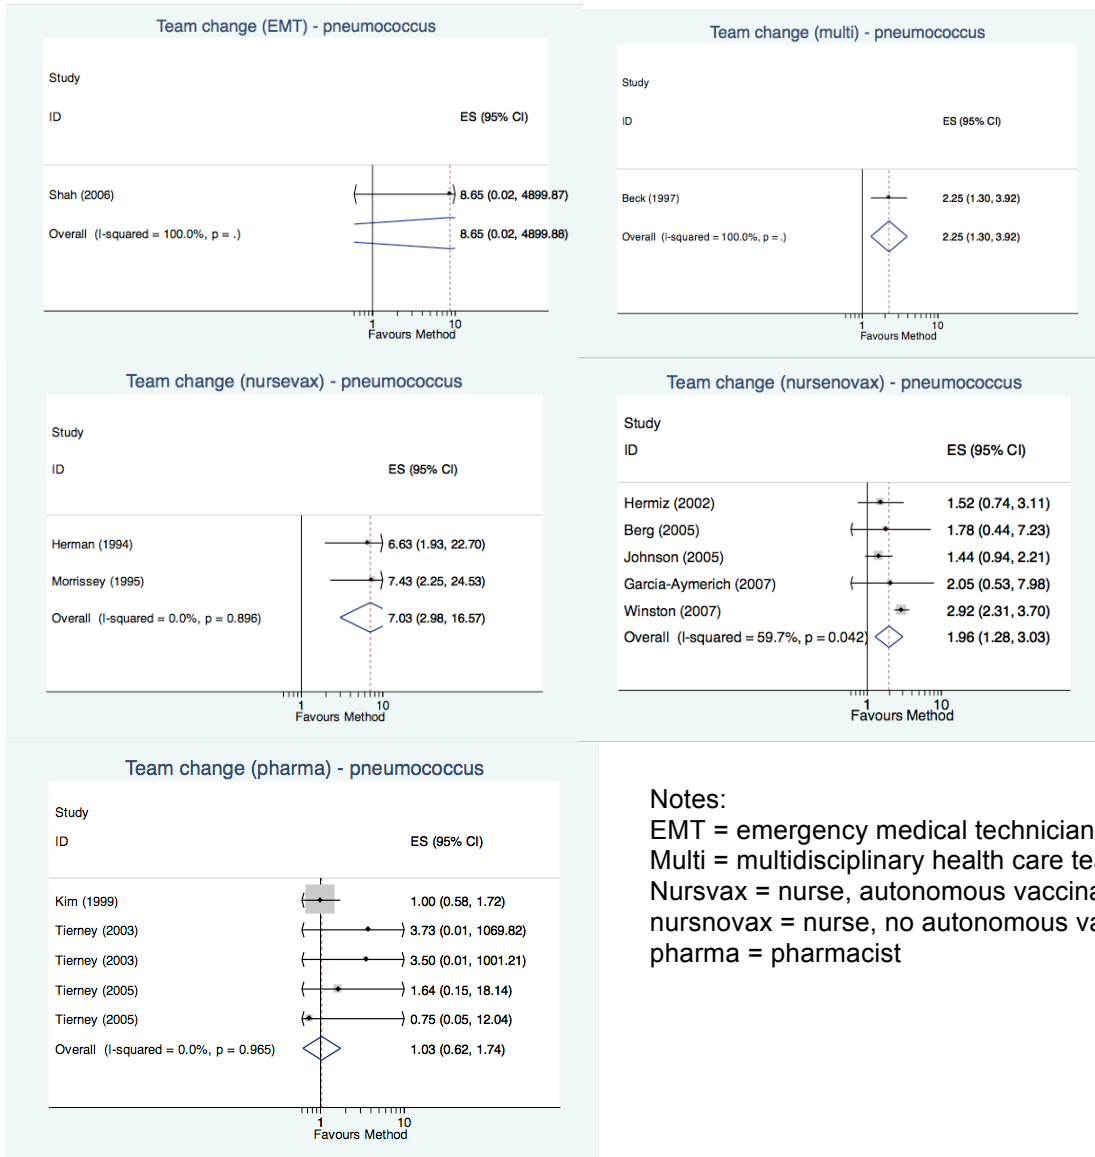 Team change (EMT) - pneumococcus
Study
ID ES (95% CI)
Shah (2006) 8.65 (0.02, 4899.87)
Overall (I-squared = 100.0%, p = .) 8.65 (0.02, 4899.88)
1 10
Favours Method
Team change (multi) - pneumococcus
Study
ID ES (95% CI)
Beck (1997) 2.25 (1.30, 3.92)
Overall (I-squared = 100.0%, p = .) 2.25 (1.30, 3.92)
1 10
Favours Method
Team change (nursevax) - pneumococcus
Study
ID ES (95% CI)
Herman (1994) 6.63 (1.93, 22.70)
Morrissey (1995) 7.43 (2.25, 24.53)
Overall (I-squared = 0.0%, p = 0.896) 7.03 (2.98, 16.57)
1 10
Favours Method
Team change (nursenovax) - pneumococcus
Study
ID ES (95% CI)
Hermiz (2002) 1.52 (0.74, 3.11)
Berg (2005) 1.78 (0.44, 7.23)
Johnson (2005) 1.44 (0.94, 2.21)
Garcia-Aymerich (2007) 2.05 (0.53, 7.98)
Winston (2007) 2.92 (2.31, 3.70)
Overall (I-squared = 59.7%, p = 0.042) 1.96 (1.28, 3.03)
1 10
Favours Method
Team change (pharma) - pneumococcus
Study
ID ES (95% CI)
Kim (1999) 1.00 (0.58, 1.72)
Tierney (2003) 3.73 (0.01, 1069.82)
Tierney (2003) 3.50 (0.01, 1001.21)
Tierney (2005) 1.64 (0.15, 18.14)
Tierney (2005) 0.75 (0.05, 12.04)
Overall (I-squared = 0.0%, p = 0.965) 1.03 (0.62, 1.74)
1 10
Favours Method
Notes:
EMT = emergency medical technician
Multi = multidisciplinary health care te
Nursvax = nurse, autonomous vaccina
nursnovax = nurse, no autonomous va
pharma = pharmacist